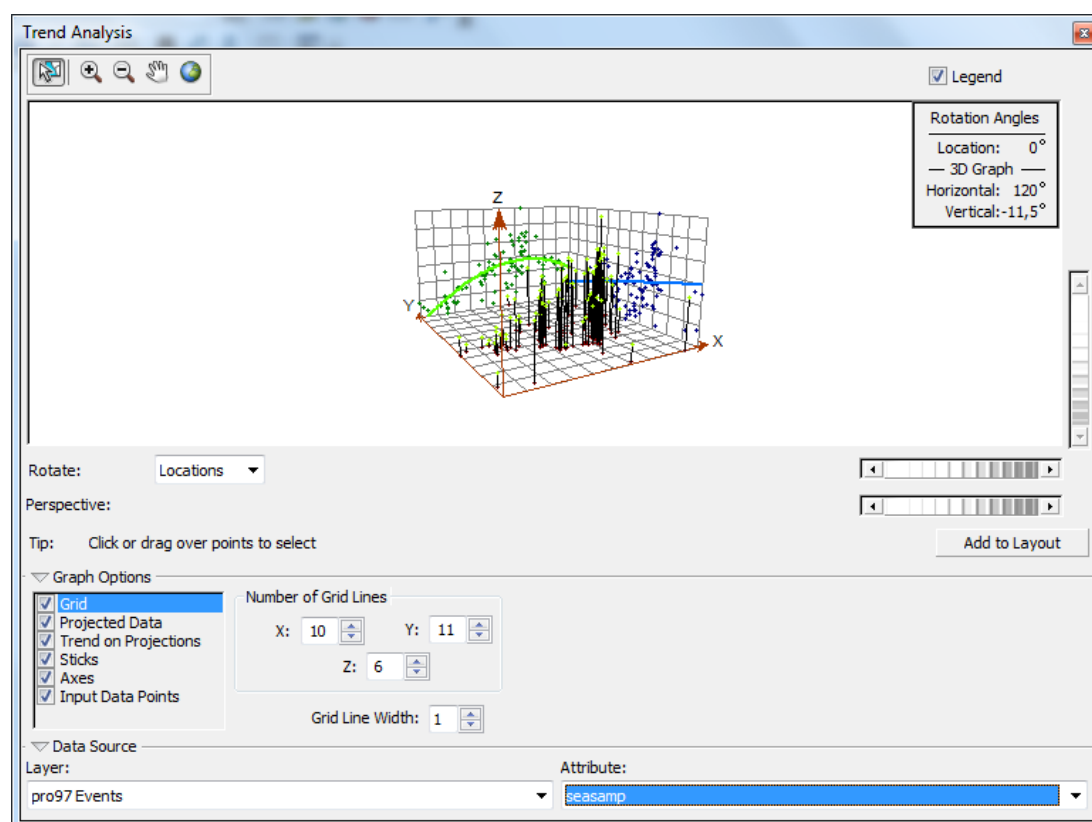 Trend Analysis
Legend
Rotation Angles
Location: 0°
3D Graph
Horizontal: 120°
Vertical:-11,5°
Z
Y
X
Rotate: Locations
Perspective:
Tip: Click or drag over points to select
Add to Layout
Graph Options
Grid
Projected Data
Trend on Projections
Sticks
Axes
Input Data Points
Number of Grid Lines
X: 10 Y: 11
Z: 6
Grid Line Width: 1
Data Source
Layer: Attribute:
pro97 Events seasamp